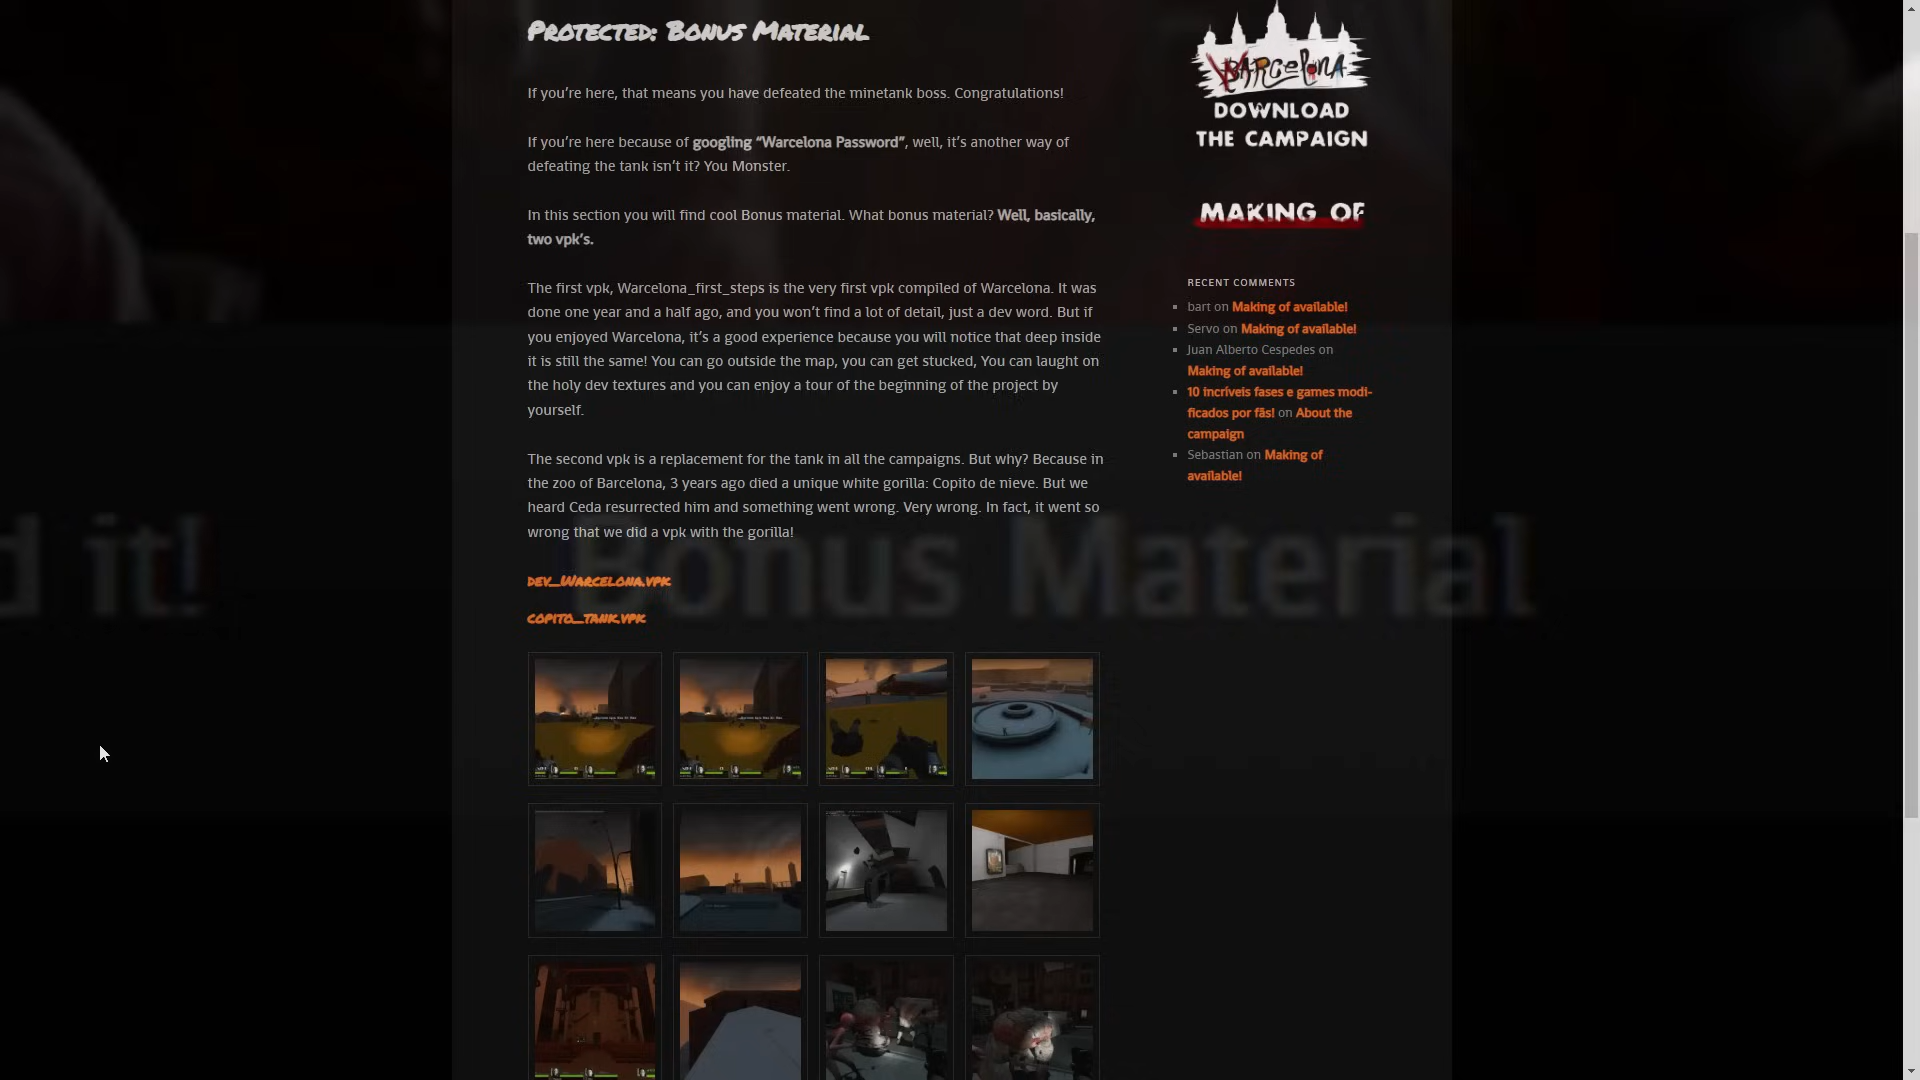 Protected: Bonus Material
If you’re here, that means you have defeated the minetank boss. Congratulations!
If you’re here because of googling “Warcelona Password”, well, it’s another way of
defeating the tank isn’t it? You Monster.
In this section you will find cool Bonus material. What bonus material? Well, basically,
two vpk’s.
The first vpk, Warcelona_first_steps is the very first vpk compiled of Warcelona. It was
done one year and a half ago, and you won’t find a lot of detail, just a dev word. But if
you enjoyed Warcelona, it’s a good experience because you will notice that deep inside
it is still the same! You can go outside the map, you can get stucked, You can laught on
the holy dev textures and you can enjoy a tour of the beginning of the project by
yourself.
The second vpk is a replacement for the tank in all the campaigns. But why? Because in
the zoo of Barcelona, 3 years ago died a unique white gorilla: Copito de nieve. But we
heard Ceda resurrected him and something went wrong. Very wrong. In fact, it went so
wrong that we did a vpk with the gorilla!
dev_Warcelona.vpk
copito_tank.vpk
d it!
Bonus Material
Warcelona
DOWNLOAD
THE CAMPAIGN
MAKING OF
RECENT COMMENTS
bart on Making of available!
Servo on Making of available!
Juan Alberto Cespedes on
Making of available!
10 incríveis fases e games modi-
ficados por fãs! on About the
campaign
Sebastian on Making of
available!